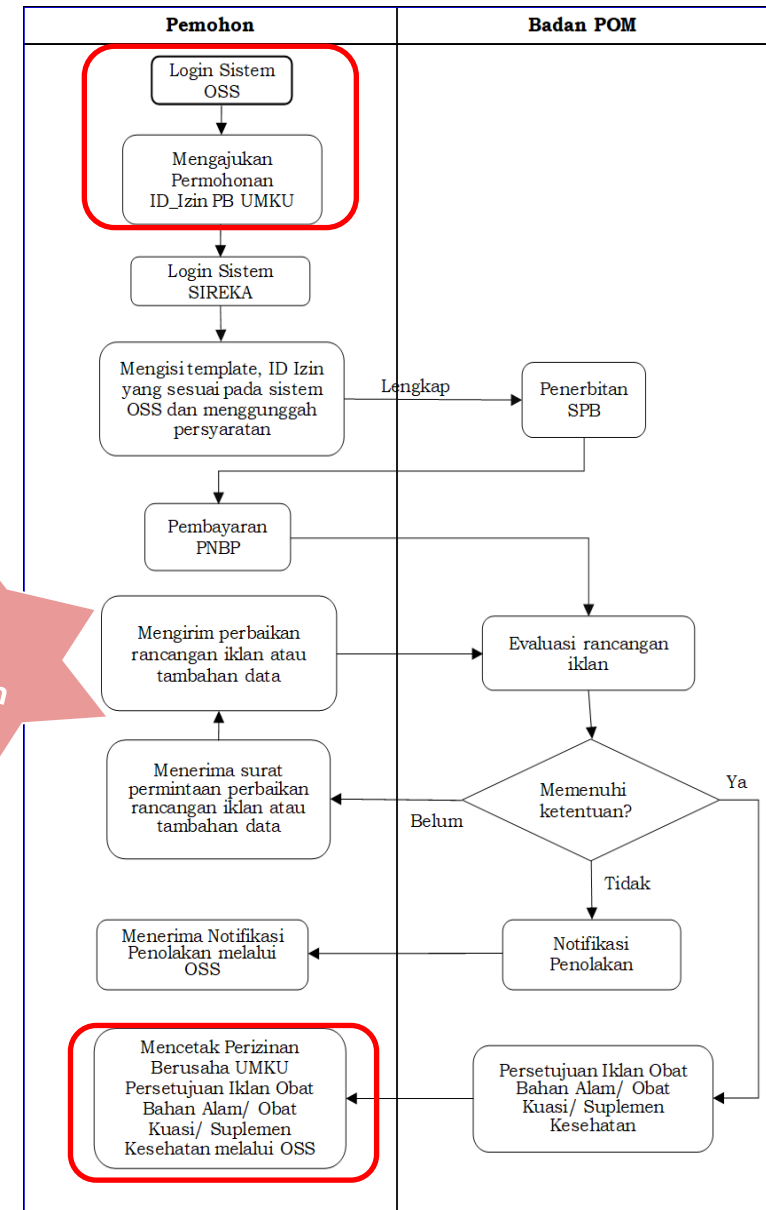 Pemohon
Badan POM
Login Sistem
OSS
Mengajukan
Permohonan
ID_Izin PB UMKU
Login Sistem
SIREKA
Mengisi template, ID Izin
yang sesuai pada sistem
OSS dan menggunggah
persyaratan
Lengkap
Penerbitan
SPB
Pembayaran
PNBP
Mengirim perbaikan
rancangan iklan atau
tambahan data
Evaluasi rancangan
iklan
Menerima surat
permintaan perbaikan
rancangan iklan atau
tambahan data
Belum
Memenuhi
ketentuan?
Ya
Tidak
Menerima Notifikasi
Penolakan melalui
OSS
Notifikasi
Penolakan
Mencetak Perizinan
Berusaha UMKU
Persetujuan Iklan Obat
Bahan Alam/ Obat
Kuasi/ Suplemen
Kesehatan melalui OSS
Persetujuan Iklan Obat
Bahan Alam/ Obat
Kuasi/ Suplemen
Kesehatan